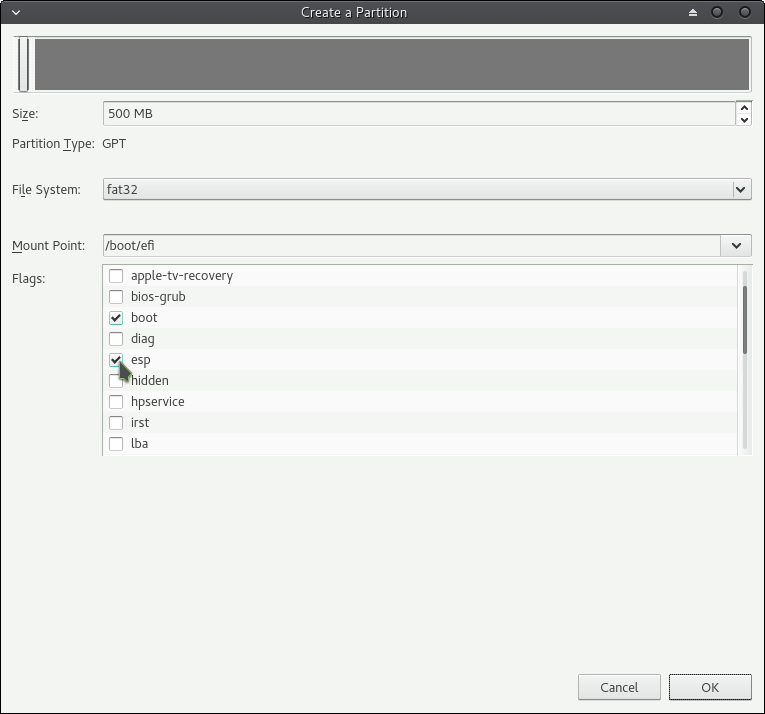 Create a Partition
Size: 500 MB
Partition Type: GPT
File System: fat32
Mount Point: /boot/efi
Flags: apple-tv-recovery
bios-grub
boot
diag
esp
hidden
hpservice
irst
lba
Cancel OK